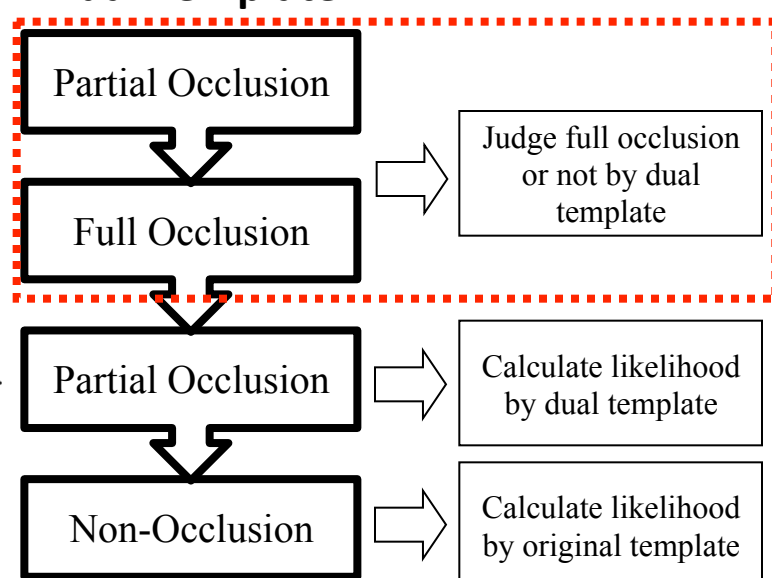 Partial Occlusion
Judge full occlusion
or not by dual
template
Full Occlusion
Partial Occlusion
Calculate likelihood
by dual template
Non-Occlusion
Calculate likelihood
by original template